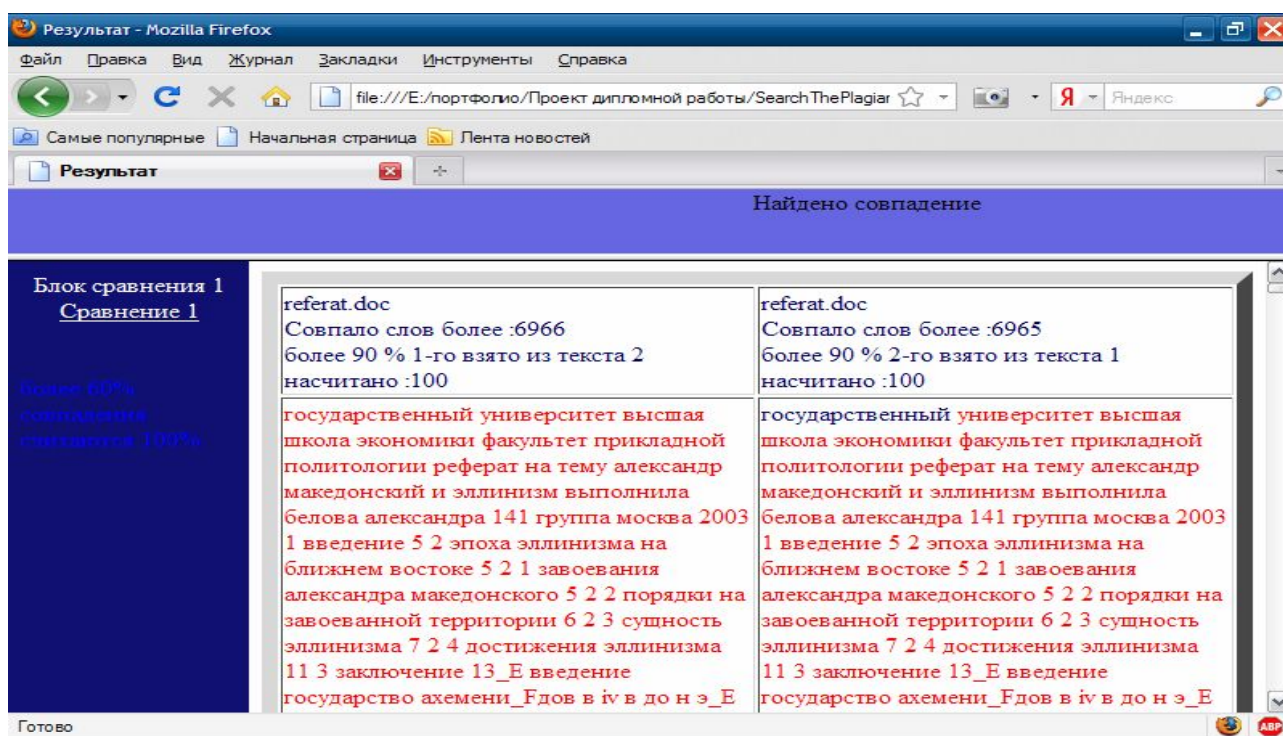 Результат - Mozilla Firefox
Файл Правка Вид Журнал Закладки Инструменты Справка
file:///E:/портфолио/Проект дипломной работы/SearchThePlagiar Я Яндекс
Самые популярные Начальная страница Лента новостей
Результат
Найдено совпадение
Блок сравнения 1
Сравнение 1
более 60%
совпадения
считаются 100%
referat.doc
Совпало слов более :6966
более 90 % 1-го взято из текста 2
насчитано :100
государственный университет высшая
школа экономики факультет прикладной
политологии реферат на тему александр
македонский и эллинизм выполнила
белова александра 141 группа москва 2003
1 введение 5 2 эпоха эллинизма на
ближнем востоке 5 2 1 завоевания
александра македонского 5 2 2 порядки на
завоеванной территории 6 2 3 сущность
эллинизма 7 2 4 достижения эллинизма
11 3 заключение 13_E введение
государство ахемени_Fдов в iv в до н э_E
referat.doc
Совпало слов более :6965
более 90 % 2-го взято из текста 1
насчитано :100
государственный университет высшая
школа экономики факультет прикладной
политологии реферат на тему александр
македонский и эллинизм выполнила
белова александра 141 группа москва 2003
1 введение 5 2 эпоха эллинизма на
ближнем востоке 5 2 1 завоевания
александра македонского 5 2 2 порядки на
завоеванной территории 6 2 3 сущность
эллинизма 7 2 4 достижения эллинизма
11 3 заключение 13_E введение
государство ахемени_Fдов в iv в до н э_E
Готово
ABP